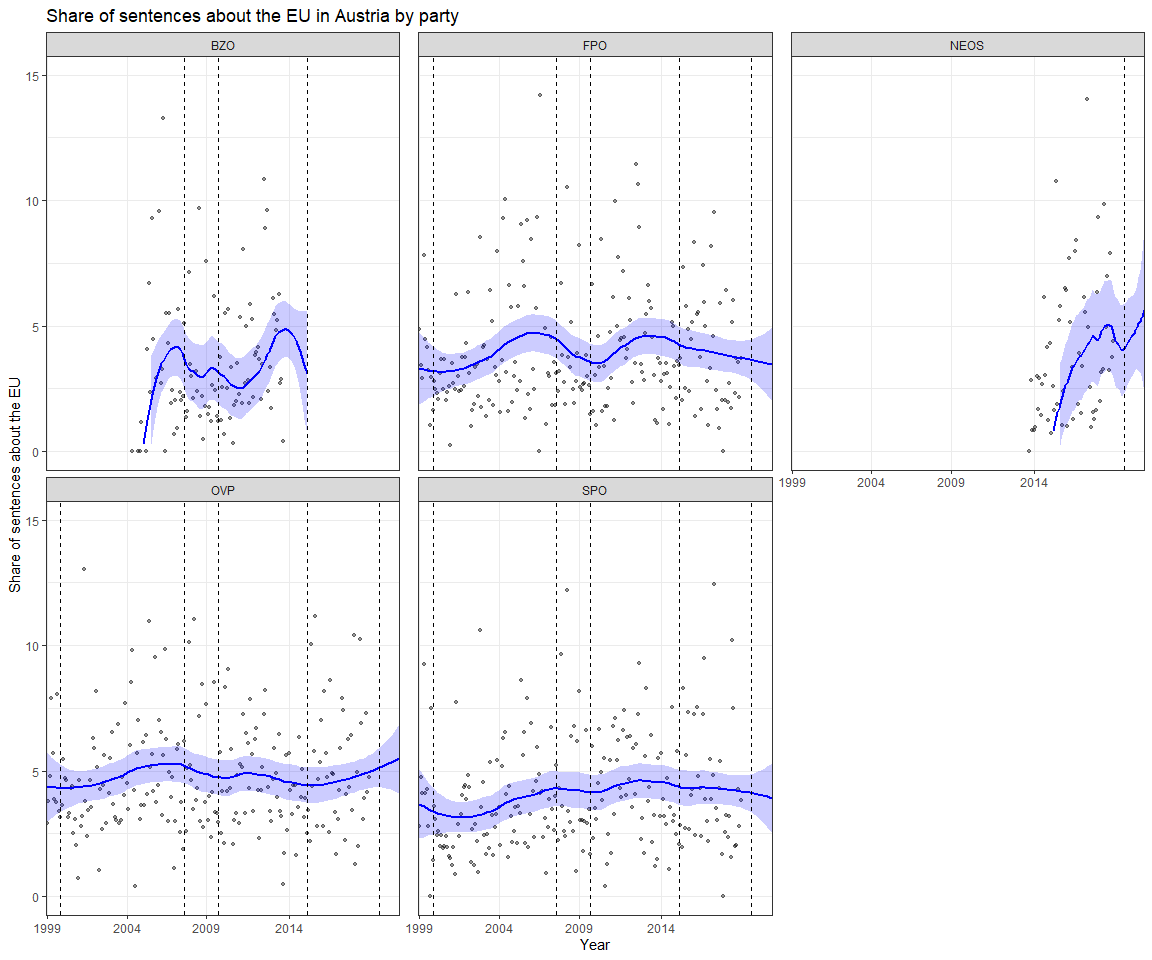 Share of sentences about the EU in Austria by party
BZO
FPO
NEOS
15
10
5
0
1999
2004
2009
2014
OVP
SPO
15
10
5
0
1999
2004
2009
2014
1999
2004
2009
2014
Year
Share of sentences about the EU